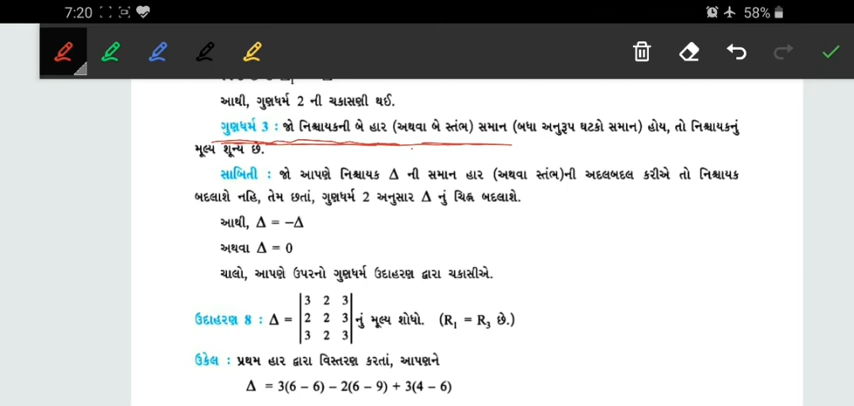 7:20 58%
આથી, ગુણધર્મ 2 ની ચકાસણી થઈ.
ગુણધર્મ 3 : જો નિશ્ચાયકની બે હાર (અથવા બે સ્તંભ) સમાન (બધા અનુરૂપ ઘટકો સમાન) હોય, તો નિશ્ચાયકનું
મૂલ્ય શૂન્ય છે.
સાબિતી : જો આપણે નિશ્ચાયક Δ ની સમાન હાર (અથવા સ્તંભ)ની અદલબદલ કરીએ તો નિશ્ચાયક
બદલાશે નહિ, તેમ છતાં, ગુણધર્મ 2 અનુસાર Δ નું ચિહ્ન બદલાશે.
આથી, Δ = −Δ
અથવા Δ = 0
ચાલો, આપણે ઉપરનો ગુણધર્મ ઉદાહરણ દ્વારા ચકાસીએ.
ઉદાહરણ 8 : Δ = |3 2 3|
|2 2 3| નું મૂલ્ય શોધો. (R₁ = R₃ છે.)
|3 2 3|
ઉકેલ : પ્રથમ હાર દ્વારા વિસ્તરણ કરતાં, આપણને
Δ = 3(6 − 6) − 2(6 − 9) + 3(4 − 6)